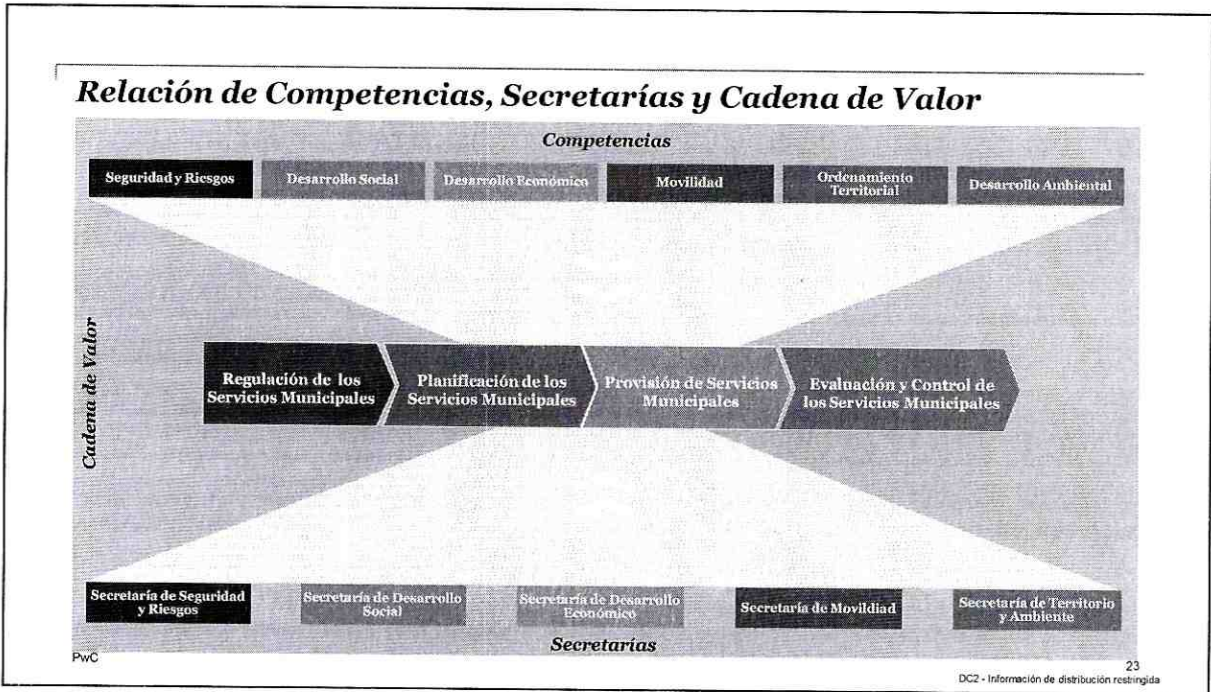 Relación de Competencias, Secretarías y Cadena de Valor
Competencias
Seguridad y Riesgos
Desarrollo Social
Desarrollo Económico
Movilidad
Ordenamiento
Territorial
Desarrollo Ambiental
Cadena de Valor
Regulación de los
Servicios Municipales
Planificación de los
Servicios Municipales
Provisión de Servicios
Municipales
Evaluación y Control de
los Servicios Municipales
Secretaría de Seguridad
y Riesgos
Secretaría de Desarrollo
Social
Secretaría de Desarrollo
Económico
Secretaría de Movildiad
Secretaría de Territorio
y Ambiente
Secretarías
PwC
23
DC2 - Información de distribución restringida